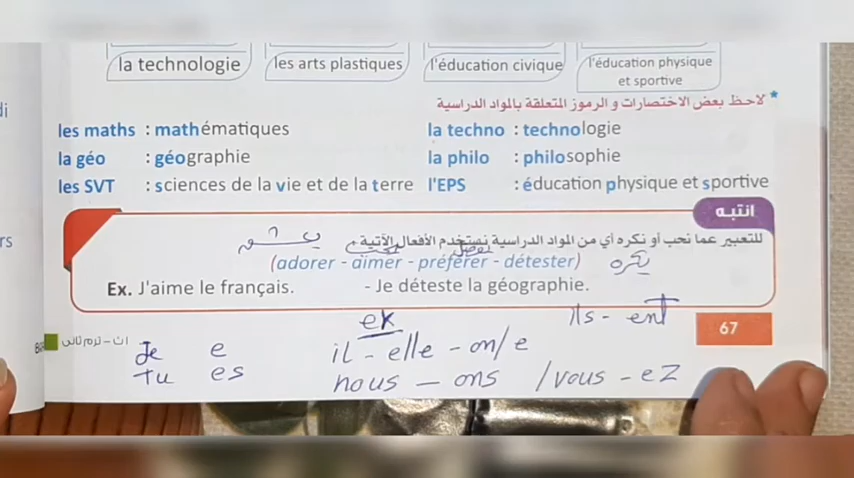 la technologie
les arts plastiques
l'éducation civique
l'éducation physique
et sportive
* لاحظ بعض الاختصارات و الرموز المتعلقة بالمواد الدراسية
les maths : mathématiques
la techno : technologie
la géo : géographie
la philo : philosophie
les SVT : sciences de la vie et de la terre
l'EPS : éducation physique et sportive
انتبه
للتعبير عما نحب أو نكره أي من المواد الدراسية نستخدم الأفعال الآتية :
(adorer - aimer - préférer - détester)
يكره
Ex. J'aime le français.
- Je déteste la géographie.
67
ils - ent
er
Je e
il - elle - on/e
tu es
nous - ons /vous - ez